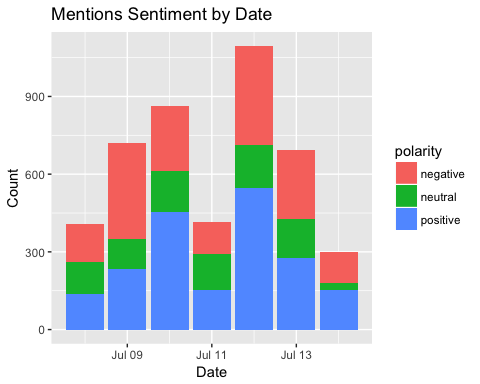 Mentions Sentiment by Date
900
600
300
0
Count
Jul 09
Jul 11
Jul 13
Date
polarity
negative
neutral
positive